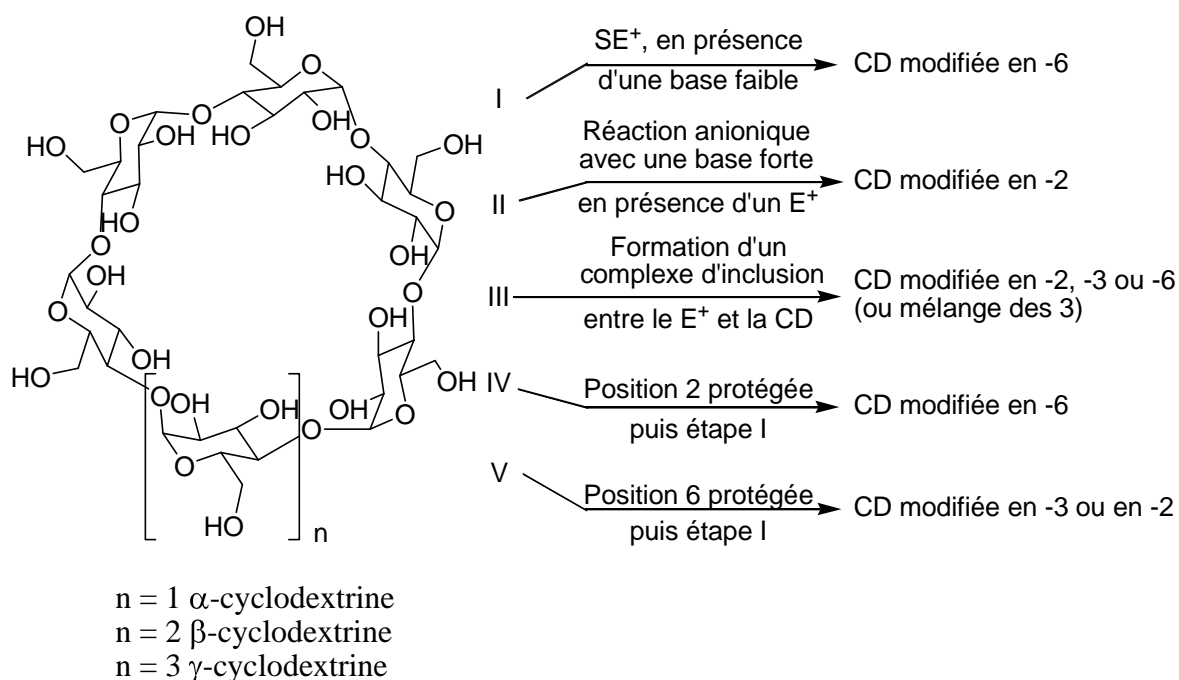 OH
HO
O
O
O
O
HO
OH
OH
HO
O
OH
OH
HO
HO
O
HO
O
OH
OH
O
O
OH
HO
OH
OH
O
OH
OH
HO
O
O
O
HO
n
I
SE+, en présence
d'une base faible
CD modifiée en -6
II
Réaction anionique
avec une base forte
en présence d'un E+
CD modifiée en -2
III
Formation d'un
complexe d'inclusion
entre le E+ et la CD
CD modifiée en -2, -3 ou -6
(ou mélange des 3)
IV
Position 2 protégée
puis étape I
CD modifiée en -6
V
Position 6 protégée
puis étape I
CD modifiée en -3 ou en -2
n = 1 α-cyclodextrine
n = 2 β-cyclodextrine
n = 3 γ-cyclodextrine